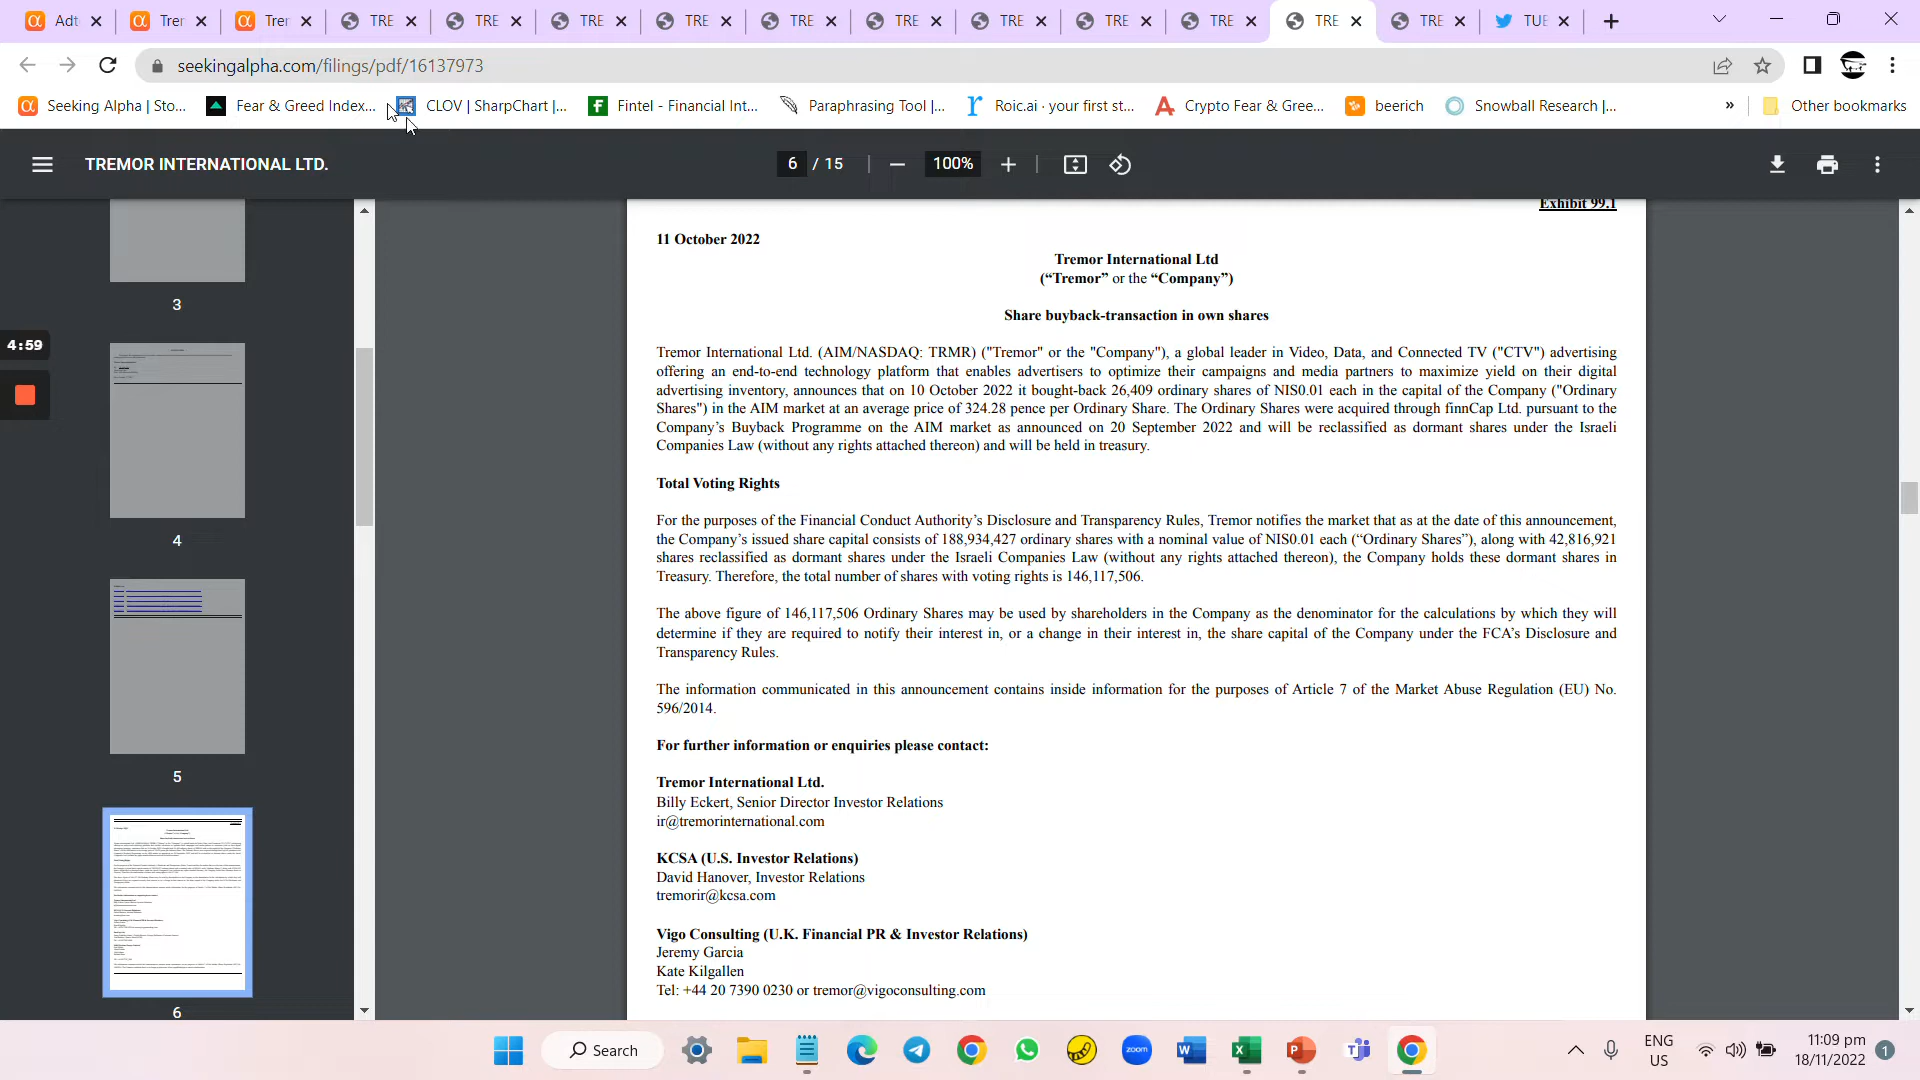 Adt
Trer
Trer
TRE
TRE
TRE
TRE
TRE
TRE
TRE
TRE
TRE
TRE
TRE
TUE
seekingalpha.com/filings/pdf/16137973
Seeking Alpha | Sto...
Fear & Greed Index...
CLOV | SharpChart |...
Fintel - Financial Int...
Paraphrasing Tool |...
Roic.ai · your first st...
Crypto Fear & Gree...
beerich
Snowball Research |...
»
Other bookmarks
TREMOR INTERNATIONAL LTD.
6 / 15
100%
3
4
5
6
4:59
Exhibit 99.1
11 October 2022
Tremor International Ltd
(“Tremor” or the “Company”)
Share buyback-transaction in own shares
Tremor International Ltd. (AIM/NASDAQ: TRMR) ("Tremor" or the "Company"), a global leader in Video, Data, and Connected TV ("CTV") advertising
offering an end-to-end technology platform that enables advertisers to optimize their campaigns and media partners to maximize yield on their digital
advertising inventory, announces that on 10 October 2022 it bought-back 26,409 ordinary shares of NIS0.01 each in the capital of the Company ("Ordinary
Shares") in the AIM market at an average price of 324.28 pence per Ordinary Share. The Ordinary Shares were acquired through finnCap Ltd. pursuant to the
Company’s Buyback Programme on the AIM market as announced on 20 September 2022 and will be reclassified as dormant shares under the Israeli
Companies Law (without any rights attached thereon) and will be held in treasury.
Total Voting Rights
For the purposes of the Financial Conduct Authority’s Disclosure and Transparency Rules, Tremor notifies the market that as at the date of this announcement,
the Company’s issued share capital consists of 188,934,427 ordinary shares with a nominal value of NIS0.01 each (“Ordinary Shares”), along with 42,816,921
shares reclassified as dormant shares under the Israeli Companies Law (without any rights attached thereon), the Company holds these dormant shares in
Treasury. Therefore, the total number of shares with voting rights is 146,117,506.
The above figure of 146,117,506 Ordinary Shares may be used by shareholders in the Company as the denominator for the calculations by which they will
determine if they are required to notify their interest in, or a change in their interest in, the share capital of the Company under the FCA’s Disclosure and
Transparency Rules.
The information communicated in this announcement contains inside information for the purposes of Article 7 of the Market Abuse Regulation (EU) No.
596/2014.
For further information or enquiries please contact:
Tremor International Ltd.
Billy Eckert, Senior Director Investor Relations
ir@tremorinternational.com
KCSA (U.S. Investor Relations)
David Hanover, Investor Relations
tremorir@kcsa.com
Vigo Consulting (U.K. Financial PR & Investor Relations)
Jeremy Garcia
Kate Kilgallen
Tel: +44 20 7390 0230 or tremor@vigoconsulting.com
Search
zoom
ENG
US
11:09 pm
18/11/2022
1